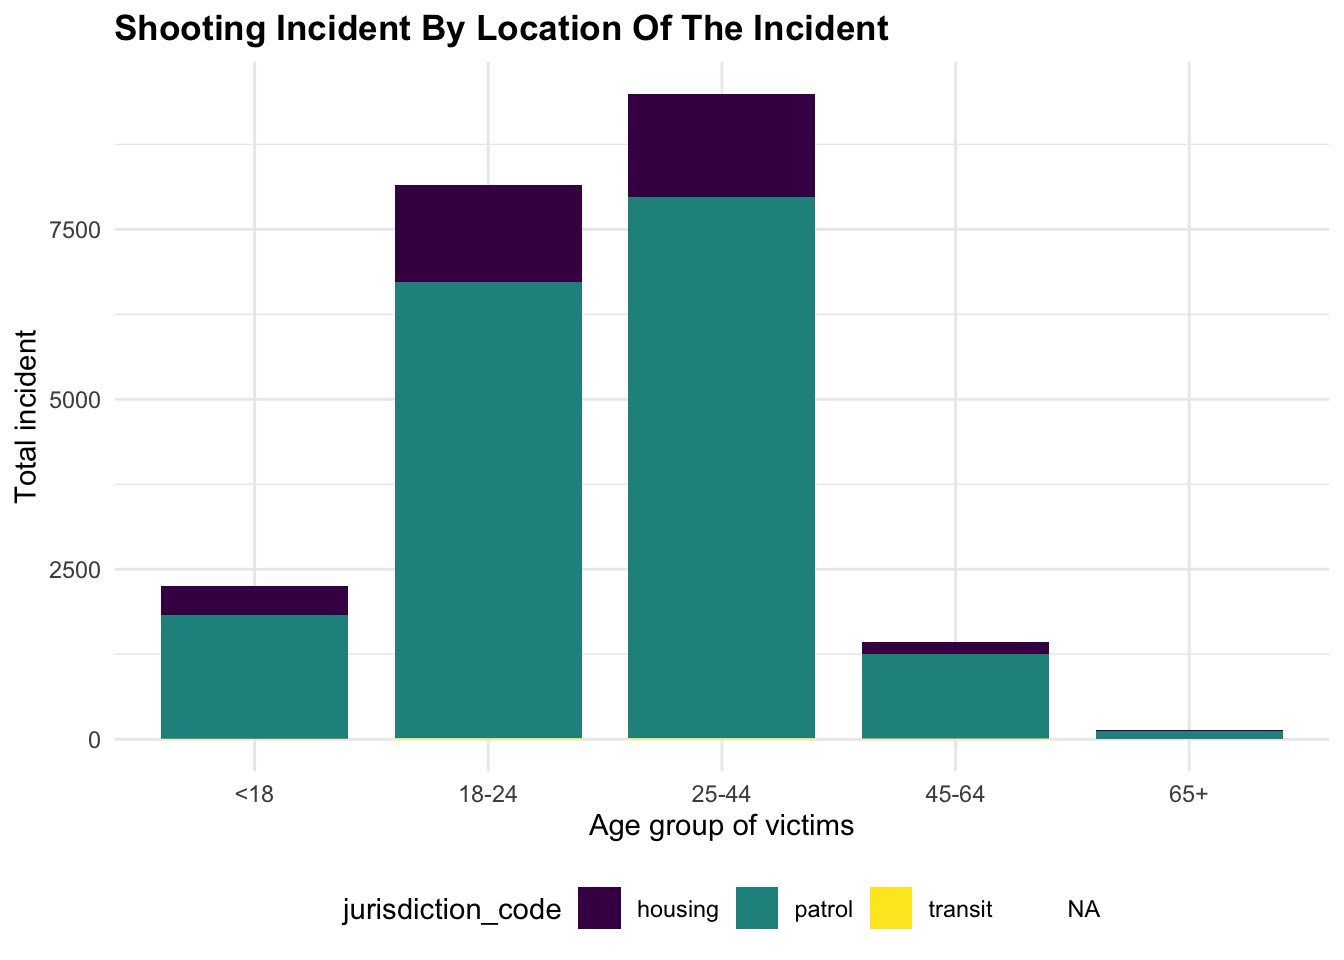 Shooting Incident By Location Of The Incident
Total incident
7500
5000
2500
0
<18 18-24 25-44 45-64 65+
Age group of victims
jurisdiction_code housing patrol transit NA